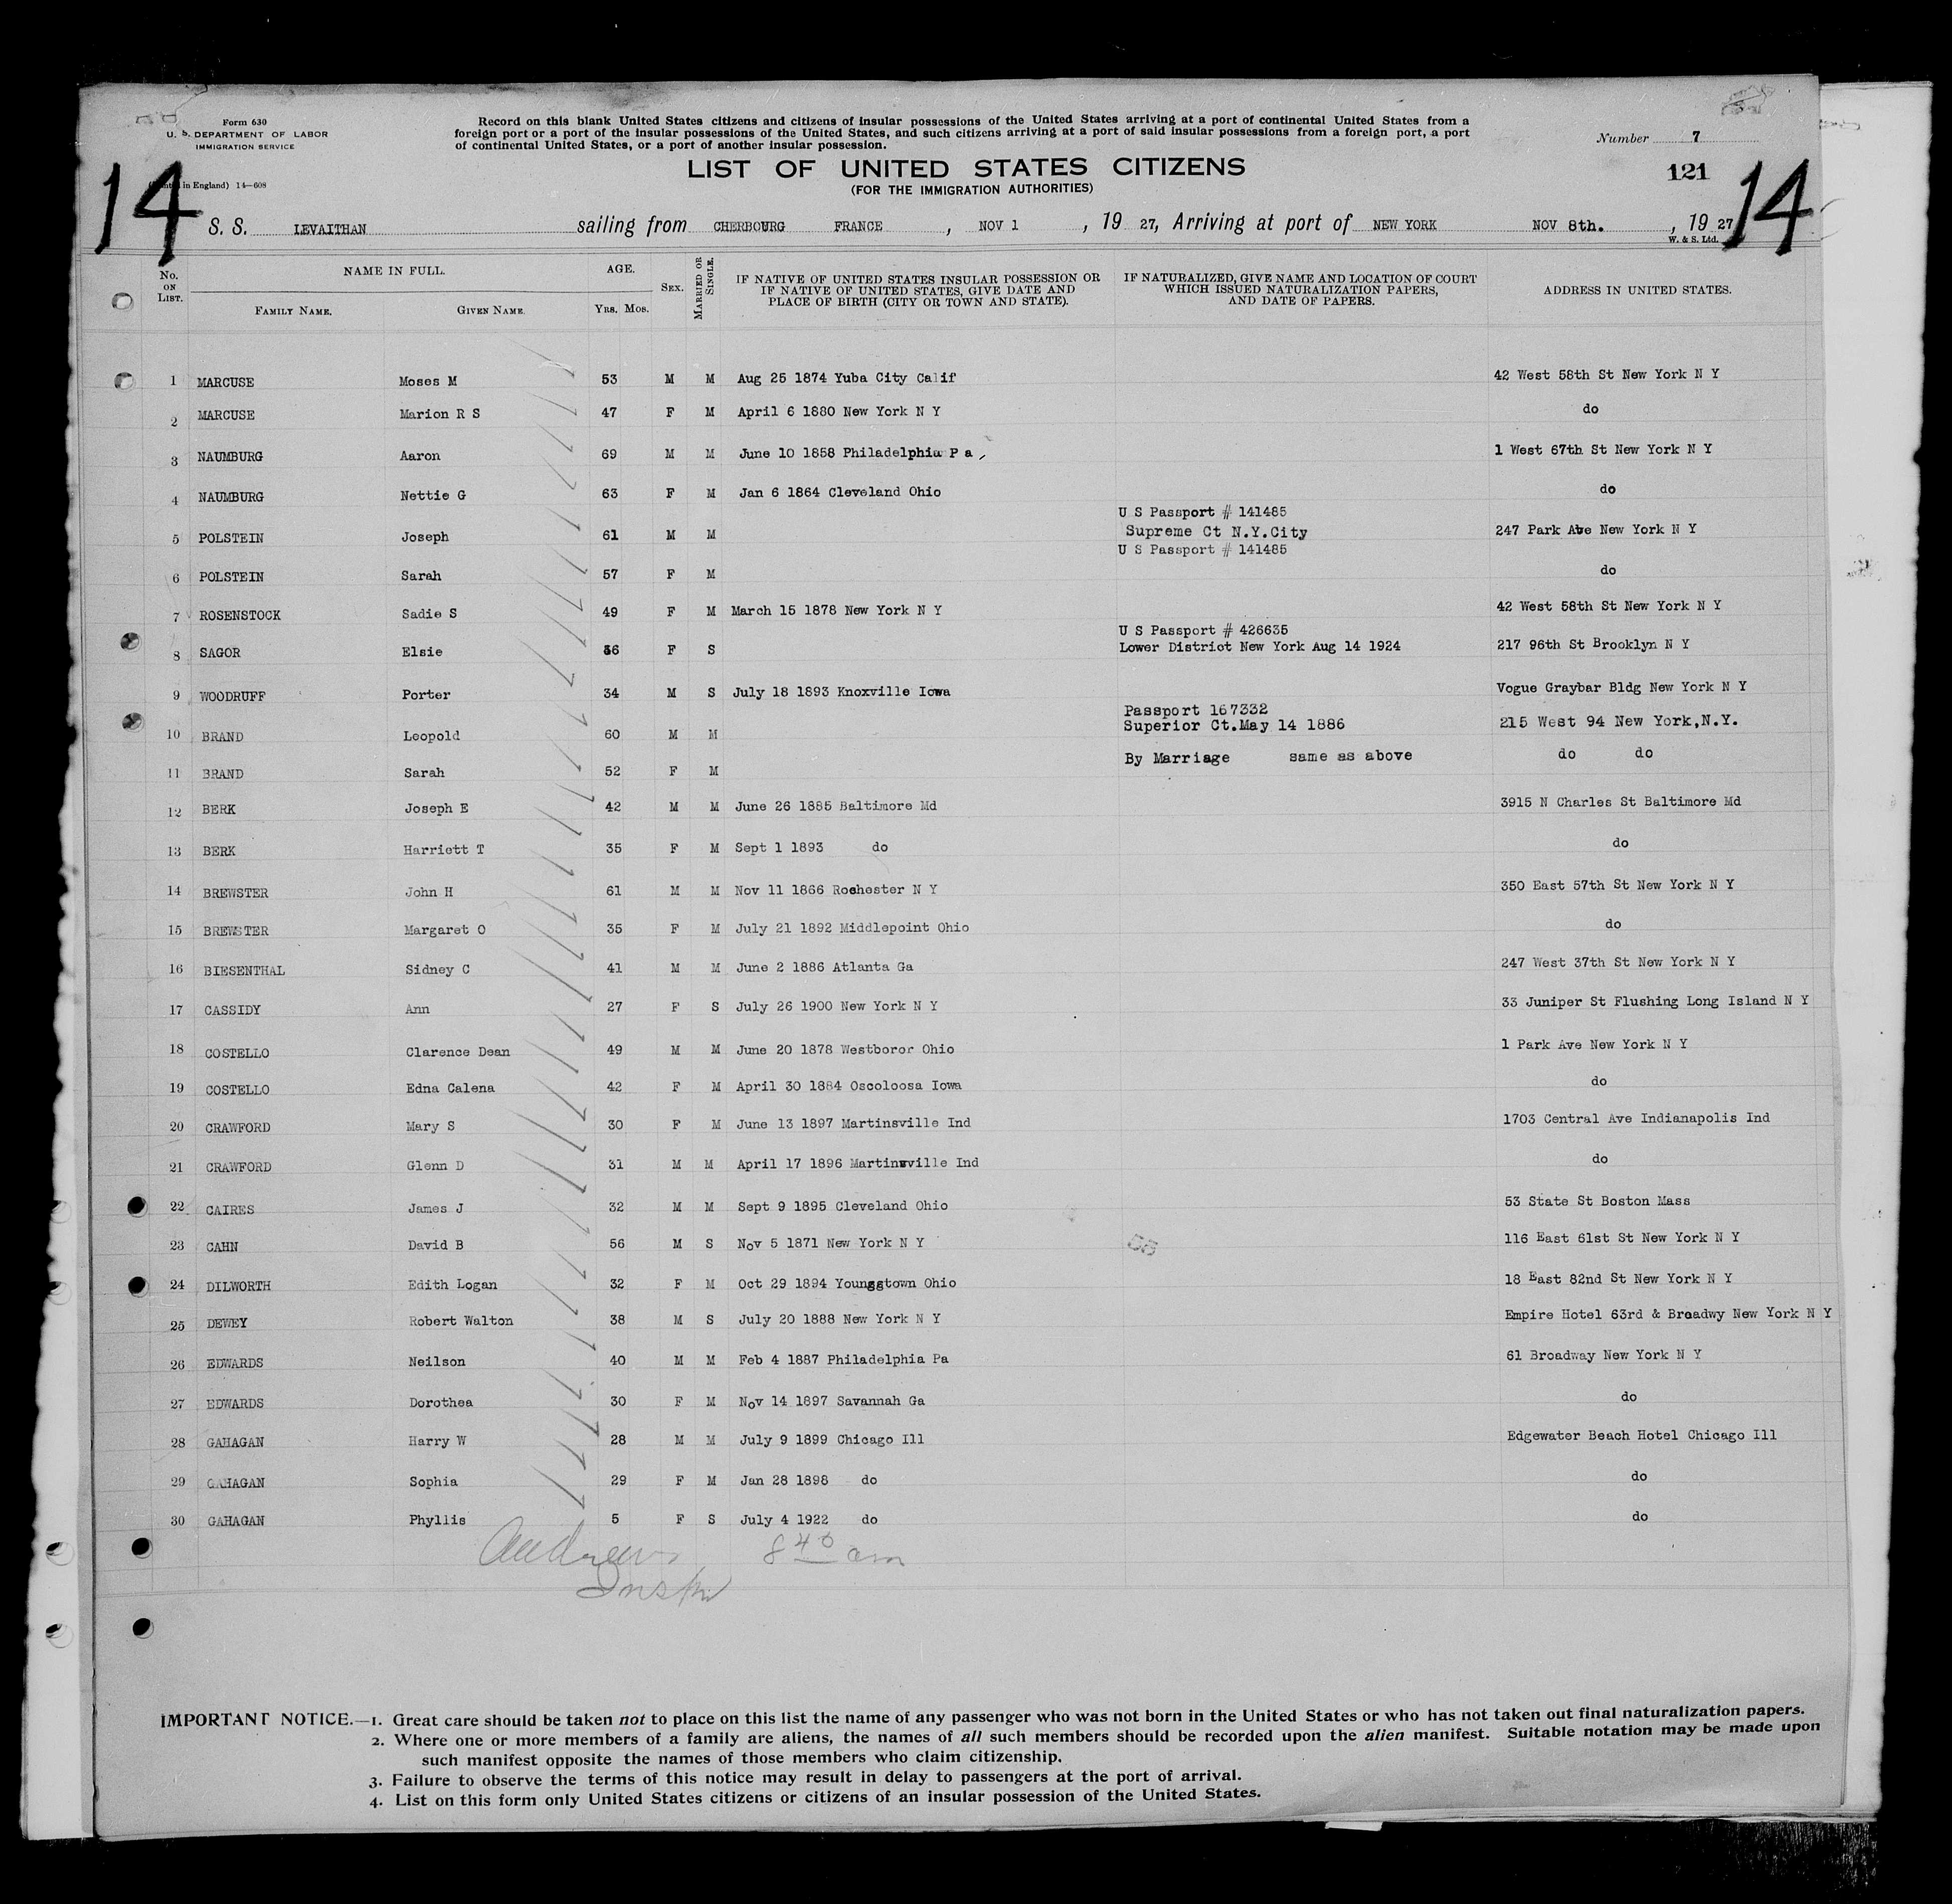 Form 630
U. S. DEPARTMENT OF LABOR
IMMIGRATION SERVICE
in England) 14—608
Record on this blank United States citizens and citizens of insular possessions of the United States arriving at a port of continental United States from a
foreign port or a port of the insular possessions of the United States, and such citizens arriving at a port of said insular possessions from a foreign port, a port
of continental United States, or a port of another insular possession.
Number 7
121
LIST OF UNITED STATES CITIZENS
(FOR THE IMMIGRATION AUTHORITIES)
14 14
S. S. LEVAITHAN sailing from CHERBOURG FRANCE , NOV 1 , 19 27, Arriving at port of NEW YORK NOV 8th. , 19 27
W. & S. Ltd.
No. ON LIST. NAME IN FULL. FAMILY NAME. GIVEN NAME. AGE. YRS. MOS. SEX. MARRIED OR SINGLE. IF NATIVE OF UNITED STATES INSULAR POSSESSION OR IF NATIVE OF UNITED STATES, GIVE DATE AND PLACE OF BIRTH (CITY OR TOWN AND STATE). IF NATURALIZED, GIVE NAME AND LOCATION OF COURT WHICH ISSUED NATURALIZATION PAPERS, AND DATE OF PAPERS. ADDRESS IN UNITED STATES.
1 MARCUSE Moses M 53 M M Aug 25 1874 Yuba City Calif 42 West 58th St New York N Y
2 MARCUSE Marion R S 47 F M April 6 1880 New York N Y do
3 NAUMBURG Aaron 69 M M June 10 1858 Philadelphia P a, 1 West 67th St New York N Y
4 NAUMBURG Nettie G 63 F M Jan 6 1864 Cleveland Ohio do
U S Passport # 141485
5 POLSTEIN Joseph 61 M M Supreme Ct N.Y.City 247 Park Ave New York N Y
U S Passport # 141485
6 POLSTEIN Sarah 57 F M do
7 ROSENSTOCK Sadie S 49 F M March 15 1878 New York N Y 42 West 58th St New York N Y
U S Passport # 426635
8 SAGOR Elsie F S Lower District New York Aug 14 1924 217 96th St Brooklyn N Y
9 WOODRUFF Porter 34 M S July 18 1893 Knoxville Iowa Vogue Graybar Bldg New York N Y
Passport 167332
10 BRAND Leopold 60 M M Superior Ct.May 14 1886 215 West 94 New York,N.Y.
11 BRAND Sarah 52 F M By Marriage same as above do do
12 BERK Joseph E 42 M M June 26 1885 Baltimore Md 3915 N Charles St Baltimore Md
13 BERK Harriett T 35 F M Sept 1 1893 do do
14 BREWSTER John H 61 M M Nov 11 1866 Rochester N Y 350 East 57th St New York N Y
15 BREWSTER Margaret O 35 F M July 21 1892 Middlepoint Ohio do
16 BIESENTHAL Sidney C 41 M M June 2 1886 Atlanta Ga 247 West 37th St New York N Y
17 CASSIDY Ann 27 F S July 26 1900 New York N Y 33 Juniper St Flushing Long Island N Y
18 COSTELLO Clarence Dean 49 M M June 20 1878 Westboror Ohio 1 Park Ave New York N Y
19 COSTELLO Edna Calena 42 F M April 30 1884 Oscoloosa Iowa do
20 CRAWFORD Mary S 30 F M June 13 1897 Martinsville Ind 1703 Central Ave Indianapolis Ind
21 CRAWFORD Glenn D 31 M M April 17 1896 Martinsville Ind do
22 CAIRES James J 32 M M Sept 9 1895 Cleveland Ohio 53 State St Boston Mass
23 CAHN David B 56 M S Nov 5 1871 New York N Y 116 East 61st St New York N Y
24 DILWORTH Edith Logan 32 F M Oct 29 1894 Youngstown Ohio 18 East 82nd St New York N Y
25 DEWEY Robert Walton 38 M S July 20 1888 New York N Y Empire Hotel 63rd & Broadwy New York N Y
26 EDWARDS Neilson 40 M M Feb 4 1887 Philadelphia Pa 61 Broadway New York N Y
27 EDWARDS Dorothea 30 F M Nov 14 1897 Savannah Ga do
28 GAHAGAN Harry W 28 M M July 9 1899 Chicago Ill Edgewater Beach Hotel Chicago Ill
29 GAHAGAN Sophia 29 F M Jan 28 1898 do do
30 GAHAGAN Phyllis 5 F S July 4 1922 do do
Andrews 8 40 am
IMPORTANT NOTICE.—1. Great care should be taken not to place on this list the name of any passenger who was not born in the United States or who has not taken out final naturalization papers.
2. Where one or more members of a family are aliens, the names of all such members should be recorded upon the alien manifest. Suitable notation may be made upon
such manifest opposite the names of those members who claim citizenship.
3. Failure to observe the terms of this notice may result in delay to passengers at the port of arrival.
4. List on this form only United States citizens or citizens of an insular possession of the United States.